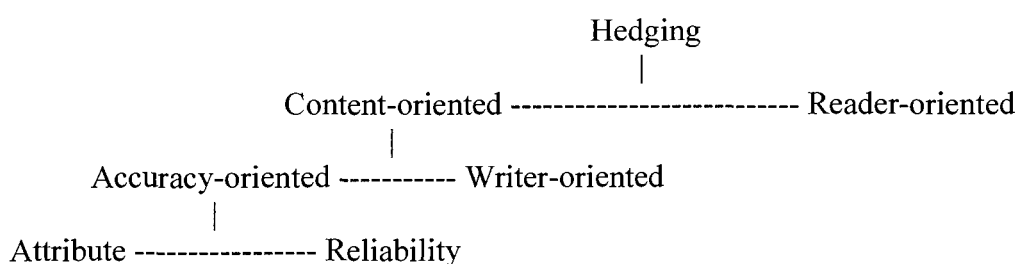 Hedging
Content-oriented -------------------------- Reader-oriented
Accuracy-oriented ----------- Writer-oriented
Attribute ----------------- Reliability